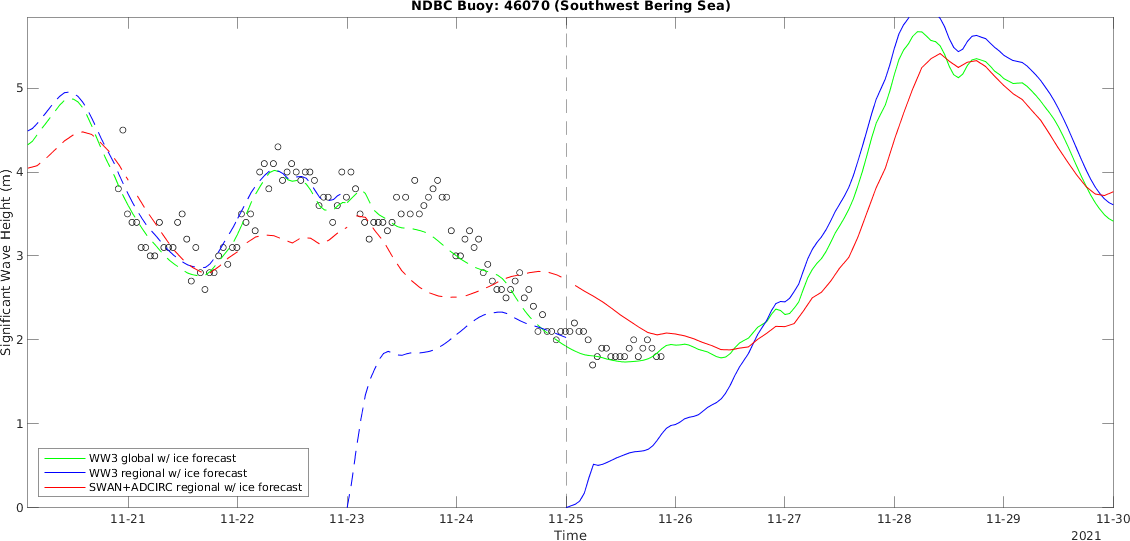 NDBC Buoy: 46070 (Southwest Bering Sea)
Significant Wave Height (m)
5
4
3
2
1
0
WW3 global w/ ice forecast
WW3 regional w/ ice forecast
SWAN+ADCIRC regional w/ ice forecast
11-21 11-22 11-23 11-24 11-25 11-26 11-27 11-28 11-29 11-30
Time
2021